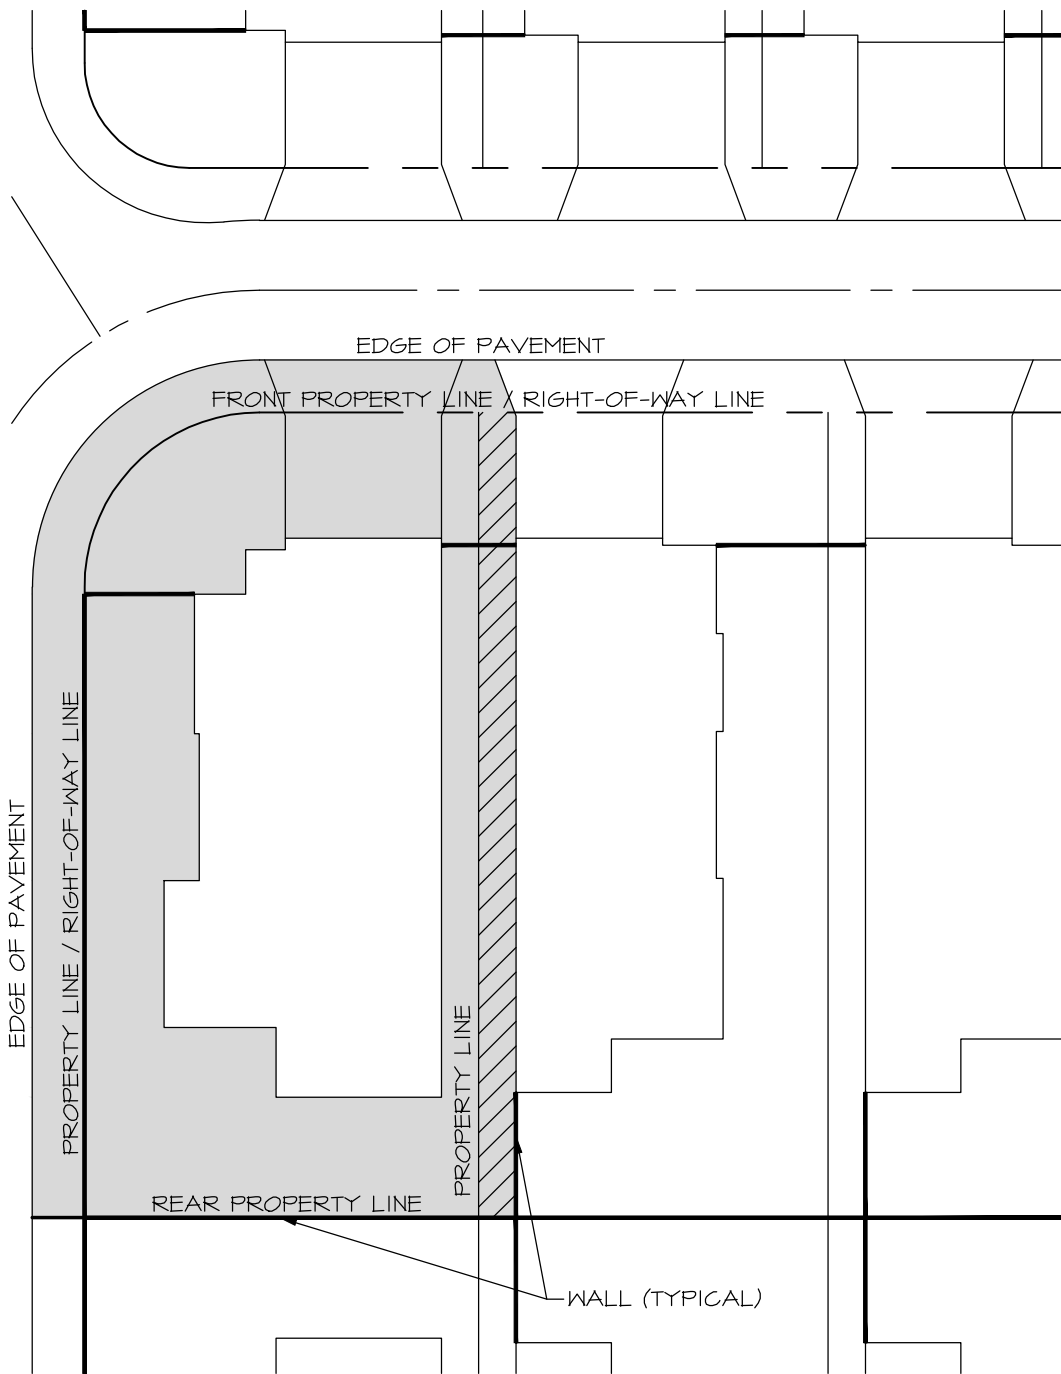 EDGE OF PAVEMENT
FRONT PROPERTY LINE / RIGHT-OF-WAY LINE
EDGE OF PAVEMENT
PROPERTY LINE / RIGHT-OF-WAY LINE
PROPERTY LINE
REAR PROPERTY LINE
WALL (TYPICAL)